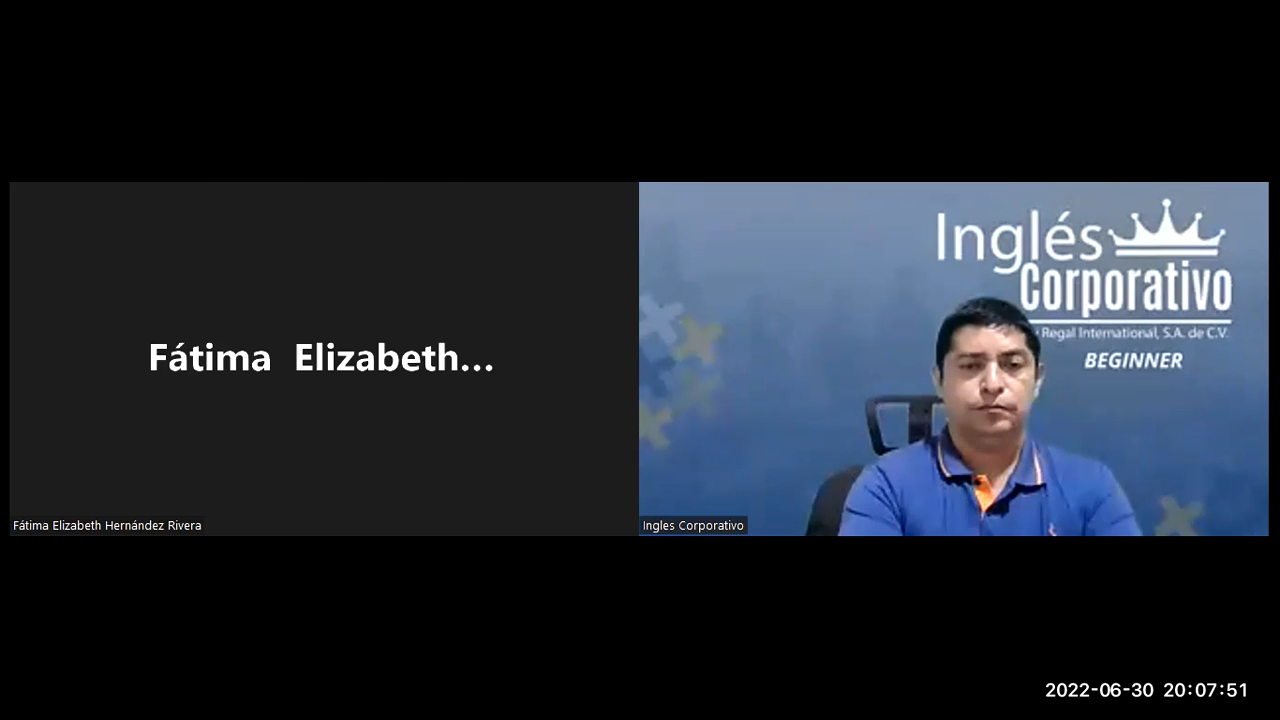 Fátima Elizabeth...
Fátima Elizabeth Hernández Rivera
Inglés
Corporativo
Regal International, S.A. de C.V.
BEGINNER
Ingles Corporativo
2022-06-30 20:07:51